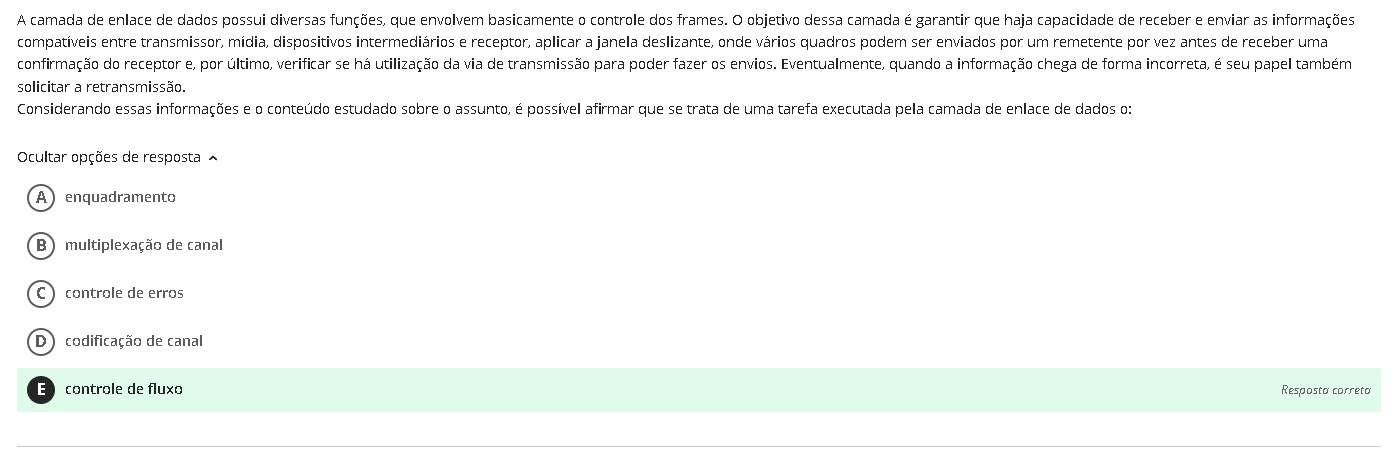 A camada de enlace de dados possui diversas funções, que envolvem basicamente o controle dos frames. O objetivo dessa camada é garantir que haja capacidade de receber e enviar as informações
compatíveis entre transmissor, mídia, dispositivos intermediários e receptor, aplicar a janela deslizante, onde vários quadros podem ser enviados por um remetente por vez antes de receber uma
confirmação do receptor e, por último, verificar se há utilização da via de transmissão para poder fazer os envios. Eventualmente, quando a informação chega de forma incorreta, é seu papel também
solicitar a retransmissão.
Considerando essas informações e o conteúdo estudado sobre o assunto, é possível afirmar que se trata de uma tarefa executada pela camada de enlace de dados o:
Ocultar opções de resposta
A enquadramento
B multiplexação de canal
C controle de erros
D codificação de canal
E controle de fluxo Resposta correta